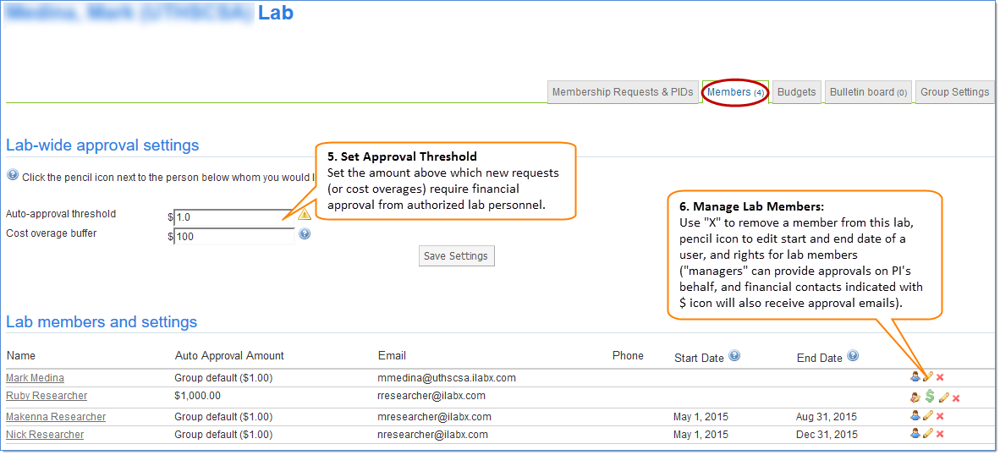 Lab
Membership Requests & PIDs
Members (4)
Budgets
Bulletin board (0)
Group Settings
Lab-wide approval settings
Click the pencil icon next to the person below whom you would l
5. Set Approval Threshold
Set the amount above which new requests
(or cost overages) require financial
approval from authorized lab personnel.
Auto-approval threshold $ 1.0
Cost overage buffer $ 100
Save Settings
6. Manage Lab Members:
Use "X" to remove a member from this lab,
pencil icon to edit start and end date of a
user, and rights for lab members
("managers" can provide approvals on PI's
behalf, and financial contacts indicated with
$ icon will also receive approval emails).
Lab members and settings
Name Auto Approval Amount Email Phone Start Date End Date
Mark Medina Group default ($1.00) mmedina@uthscsa.ilabx.com
Ruby Researcher $1,000.00 rresearcher@ilabx.com
Makenna Researcher Group default ($1.00) mresearcher@ilabx.com May 1, 2015 Aug 31, 2015
Nick Researcher Group default ($1.00) nresearcher@ilabx.com May 1, 2015 Dec 31, 2015